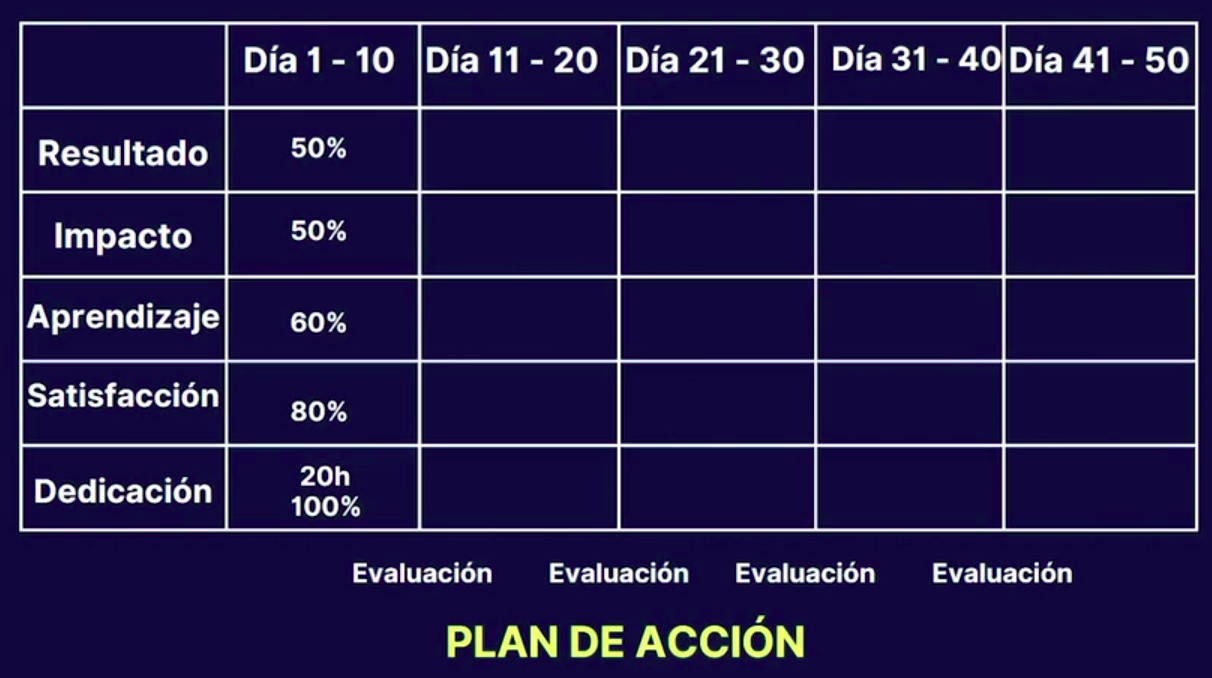 Día 1 - 10 Día 11 - 20 Día 21 - 30 Día 31 - 40 Día 41 - 50
Resultado 50%
Impacto 50%
Aprendizaje 60%
Satisfacción 80%
Dedicación 20h
100%
Evaluación Evaluación Evaluación Evaluación
PLAN DE ACCIÓN